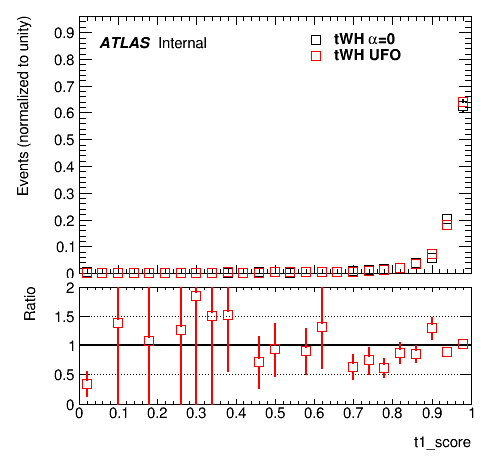 ATLAS Internal
tWH α=0
tWH UFO
Events (normalized to unity)
0.9
0.8
0.7
0.6
0.5
0.4
0.3
0.2
0.1
0
Ratio
2
1.5
1
0.5
0
0 0.1 0.2 0.3 0.4 0.5 0.6 0.7 0.8 0.9 1
t1_score